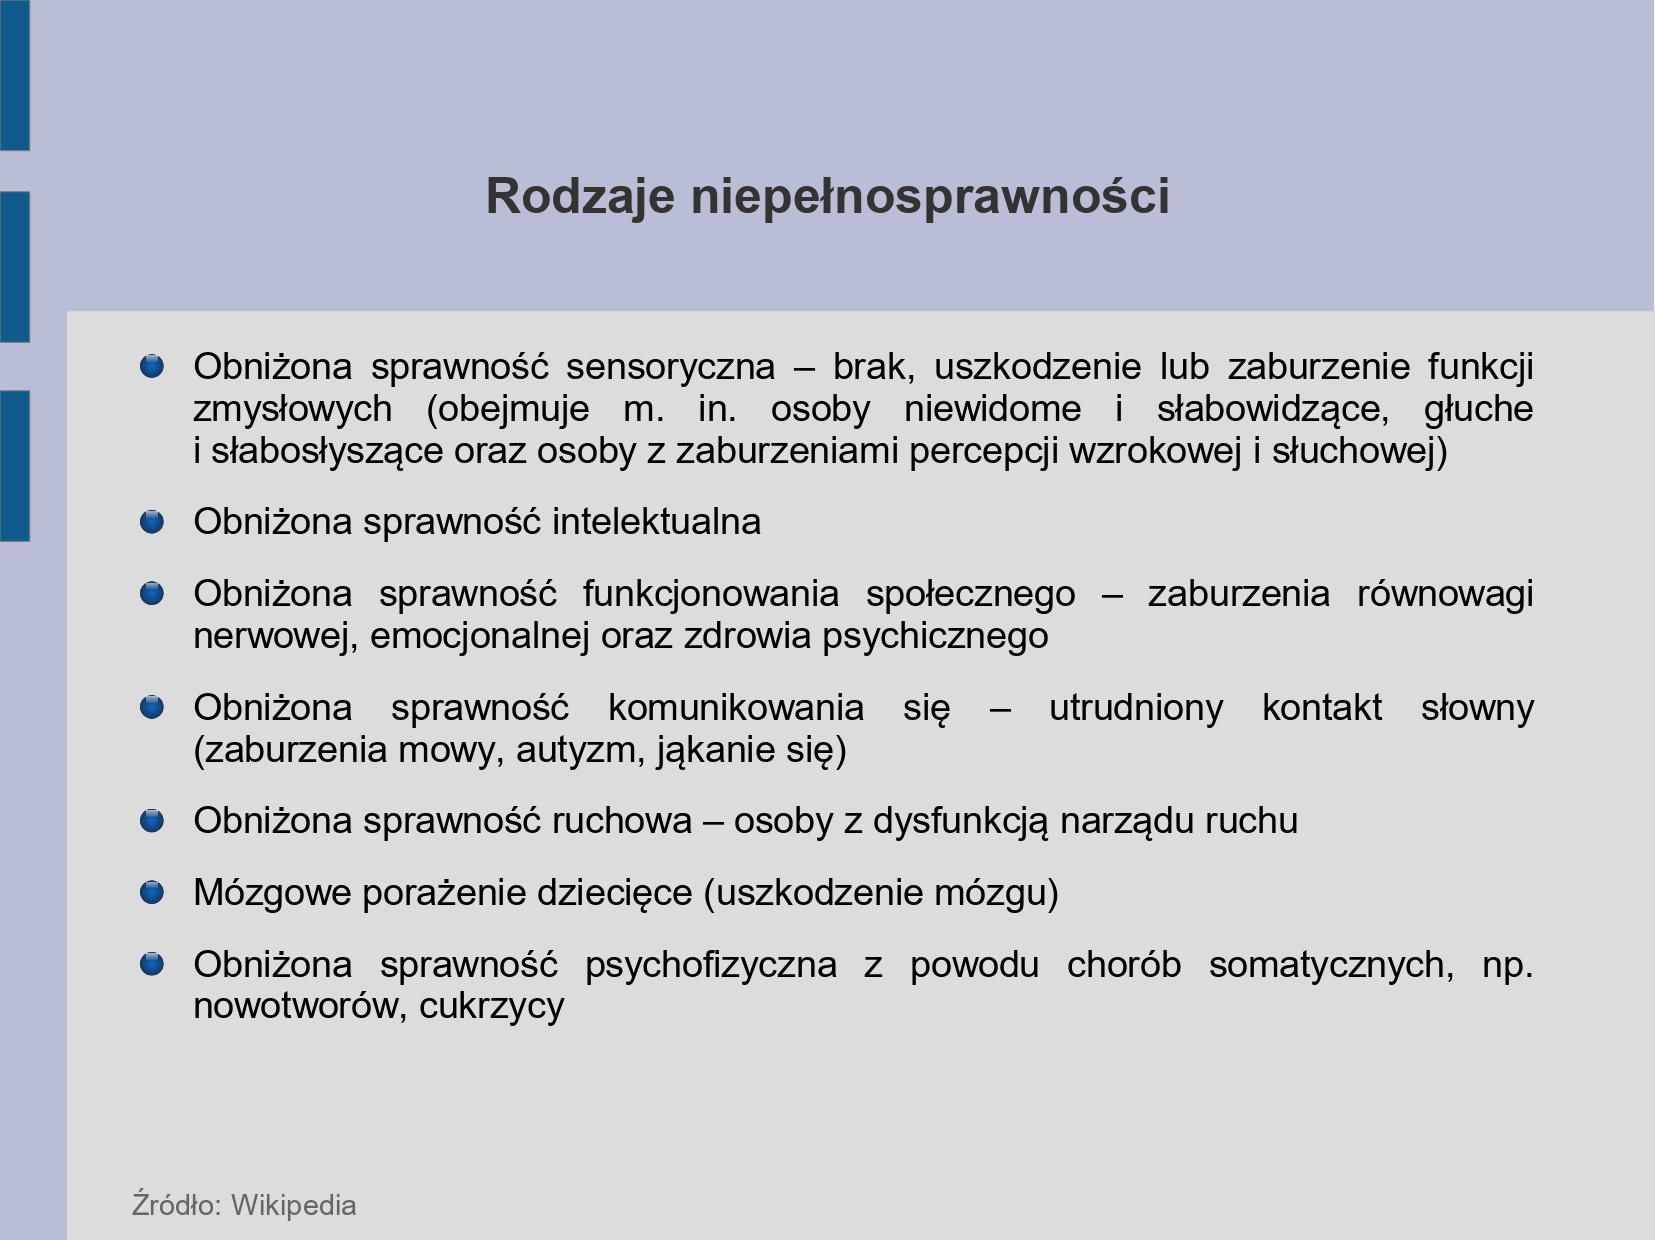 Rodzaje niepełnosprawności
Obniżona sprawność sensoryczna – brak, uszkodzenie lub zaburzenie funkcji
zmysłowych (obejmuje m. in. osoby niewidome i słabowidzące, głuche
i słabosłyszące oraz osoby z zaburzeniami percepcji wzrokowej i słuchowej)
Obniżona sprawność intelektualna
Obniżona sprawność funkcjonowania społecznego – zaburzenia równowagi
nerwowej, emocjonalnej oraz zdrowia psychicznego
Obniżona sprawność komunikowania się – utrudniony kontakt słowny
(zaburzenia mowy, autyzm, jąkanie się)
Obniżona sprawność ruchowa – osoby z dysfunkcją narządu ruchu
Mózgowe porażenie dziecięce (uszkodzenie mózgu)
Obniżona sprawność psychofizyczna z powodu chorób somatycznych, np.
nowotworów, cukrzycy
Źródło: Wikipedia